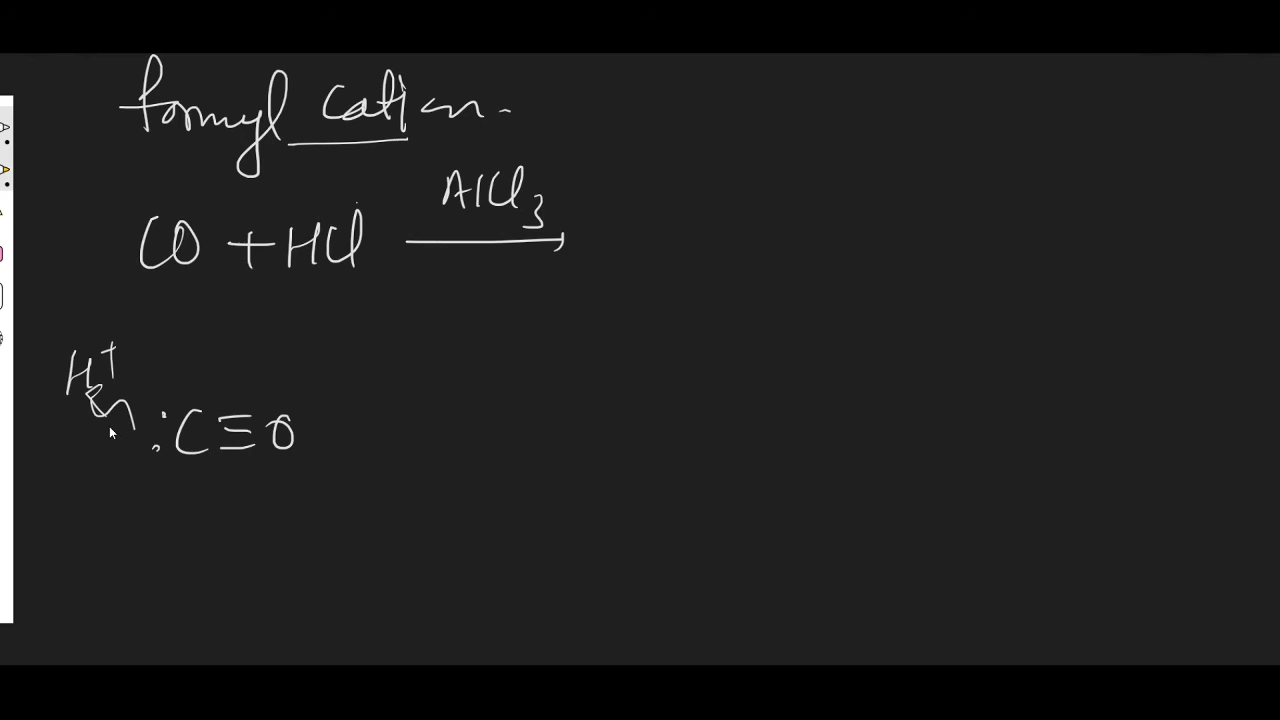 formyl cation.
AlCl3
CO + HCl →
H+
:C≡O